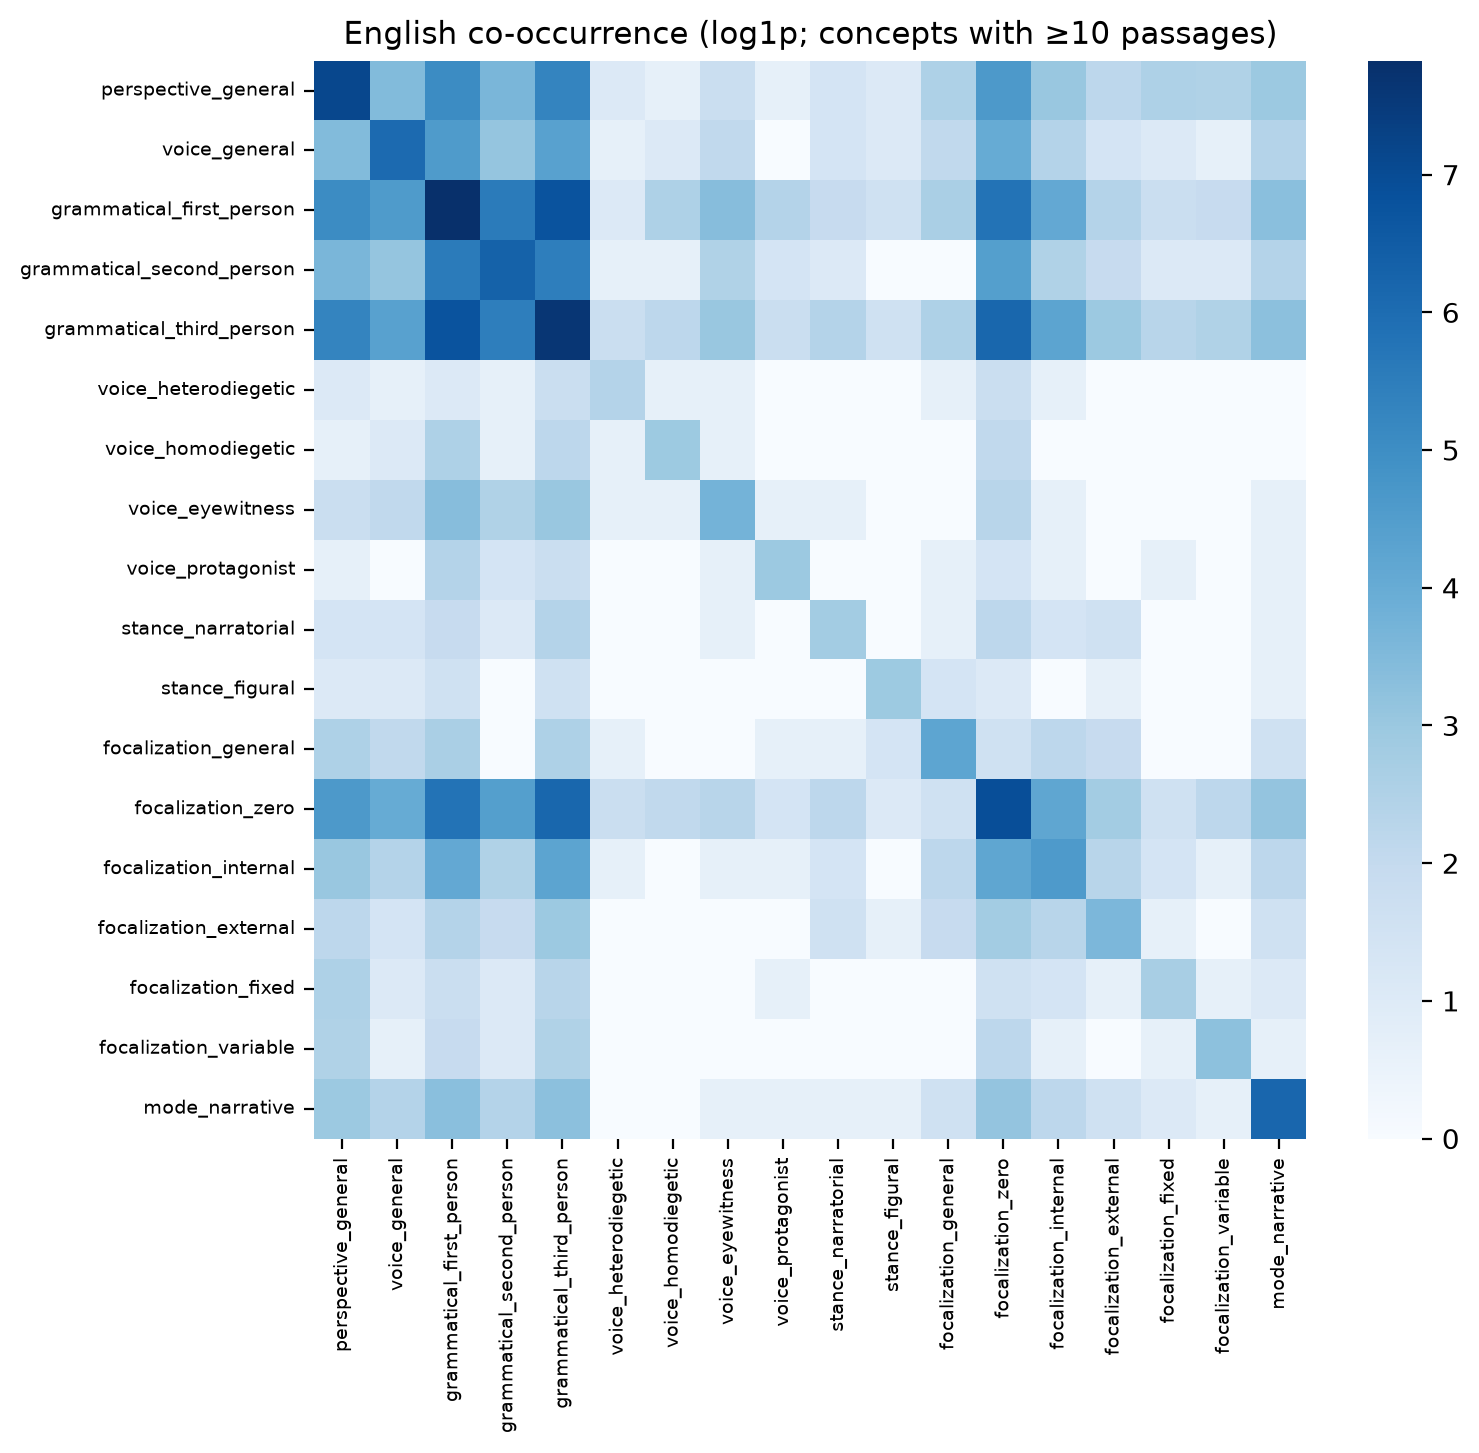 English co-occurrence (log1p; concepts with ≥10 passages)
perspective_general
voice_general
grammatical_first_person
grammatical_second_person
grammatical_third_person
voice_heterodiegetic
voice_homodiegetic
voice_eyewitness
voice_protagonist
stance_narratorial
stance_figural
focalization_general
focalization_zero
focalization_internal
focalization_external
focalization_fixed
focalization_variable
mode_narrative
perspective_general
voice_general
grammatical_first_person
grammatical_second_person
grammatical_third_person
voice_heterodiegetic
voice_homodiegetic
voice_eyewitness
voice_protagonist
stance_narratorial
stance_figural
focalization_general
focalization_zero
focalization_internal
focalization_external
focalization_fixed
focalization_variable
mode_narrative
7
6
5
4
3
2
1
0